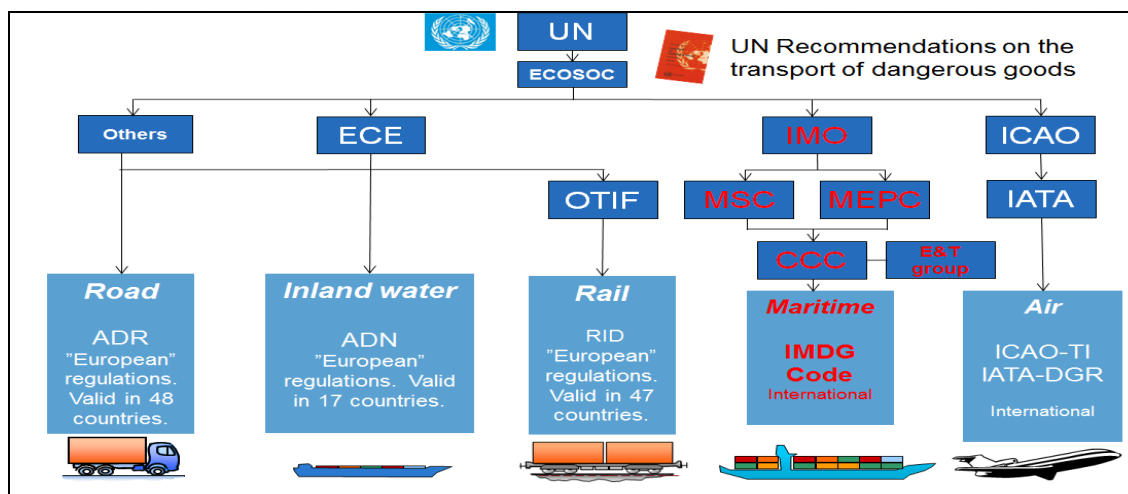 UN
UN Recommendations on the
transport of dangerous goods
ECOSOC
Others
ECE
IMO
ICAO
OTIF
MSC
MEPC
IATA
CCC
E&T
group
Road
ADR
"European"
regulations.
Valid in 48
countries.
Inland water
ADN
"European"
regulations. Valid
in 17 countries.
Rail
RID
"European"
regulations.
Valid in 47
countries.
Maritime
IMDG
Code
International
Air
ICAO-TI
IATA-DGR
International